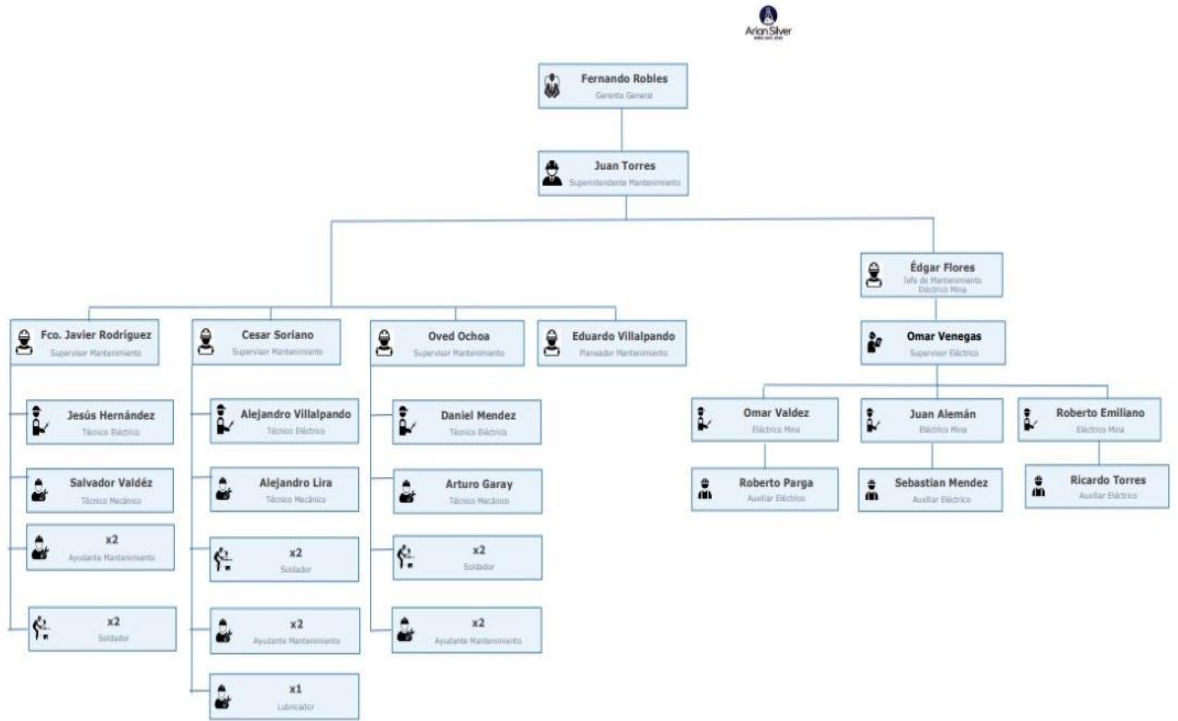 Arion Silver
Fernando Robles
Gerente General
Juan Torres
Superintendente Mantenimiento
Édgar Flores
Jefa de Mantenimiento
Eléctrico Mina
Fco. Javier Rodríguez
Supervisor Mantenimiento
Cesar Soriano
Supervisor Mantenimiento
Oved Ochoa
Supervisor Mantenimiento
Eduardo Villalpando
Planeador Mantenimiento
Omar Venegas
Supervisor Eléctrico
Jesús Hernández
Técnico Eléctrico
Alejandro Villalpando
Técnico Eléctrico
Daniel Mendez
Técnico Eléctrico
Omar Valdez
Eléctrico Mina
Juan Alemán
Eléctrico Mina
Roberto Emiliano
Eléctrico Mina
Salvador Valdéz
Técnico Mecánico
Alejandro Lira
Técnico Mecánico
Arturo Garay
Técnico Mecánico
Roberto Parga
Auxiliar Eléctrico
Sebastian Mendez
Auxiliar Eléctrico
Ricardo Torres
Auxiliar Eléctrico
x2
Ayudante Mantenimiento
x2
Soldador
x2
Soldador
x2
Soldador
x2
Ayudante Mantenimiento
x2
Ayudante Mantenimiento
x1
Lubricador